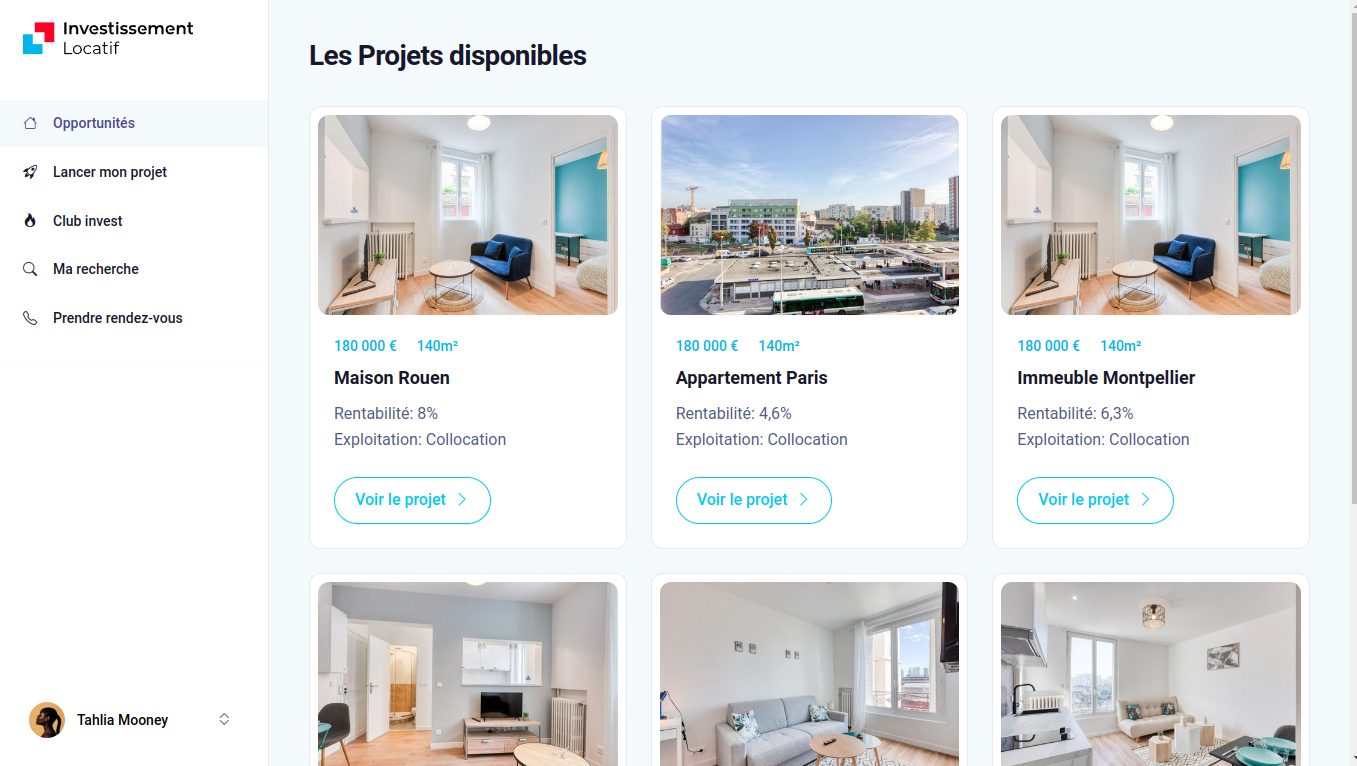 Investissement
Locatif
Opportunités
Lancer mon projet
Club invest
Ma recherche
Prendre rendez-vous
Tahlia Mooney
Les Projets disponibles
180 000 € 140m²
Maison Rouen
Rentabilité: 8%
Exploitation: Collocation
Voir le projet
180 000 € 140m²
Appartement Paris
Rentabilité: 4,6%
Exploitation: Collocation
Voir le projet
180 000 € 140m²
Immeuble Montpellier
Rentabilité: 6,3%
Exploitation: Collocation
Voir le projet